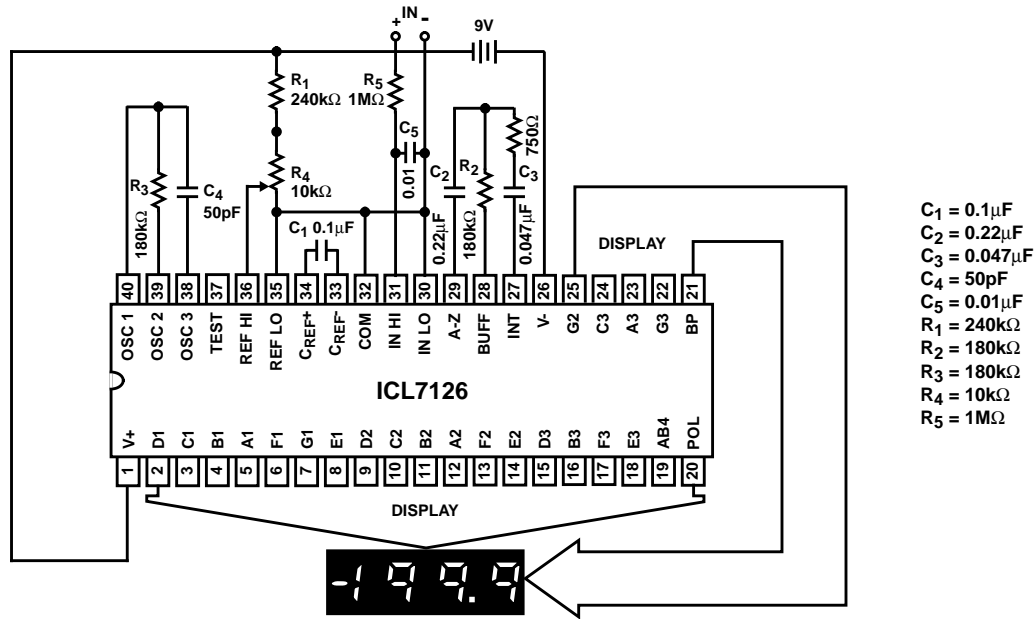 + IN -
9V
R1
240kΩ
R5
1MΩ
C5
0.01
750Ω
R3
180kΩ
C4
50pF
R4
10kΩ
C2
0.22µF
R2
180kΩ
C3
0.047µF
C1 0.1µF
DISPLAY
40 39 38 37 36 35 34 33 32 31 30 29 28 27 26 25 24 23 22 21
OSC 1
OSC 2
OSC 3
TEST
REF HI
REF LO
CREF+
CREF-
COM
IN HI
IN LO
A-Z
BUFF
INT
V-
G2
C3
A3
G3
BP
ICL7126
V+
D1
C1
B1
A1
F1
G1
E1
D2
C2
B2
A2
F2
E2
D3
B3
F3
E3
AB4
POL
1 2 3 4 5 6 7 8 9 10 11 12 13 14 15 16 17 18 19 20
DISPLAY
-199.9
C1 = 0.1µF
C2 = 0.22µF
C3 = 0.047µF
C4 = 50pF
C5 = 0.01µF
R1 = 240kΩ
R2 = 180kΩ
R3 = 180kΩ
R4 = 10kΩ
R5 = 1MΩ